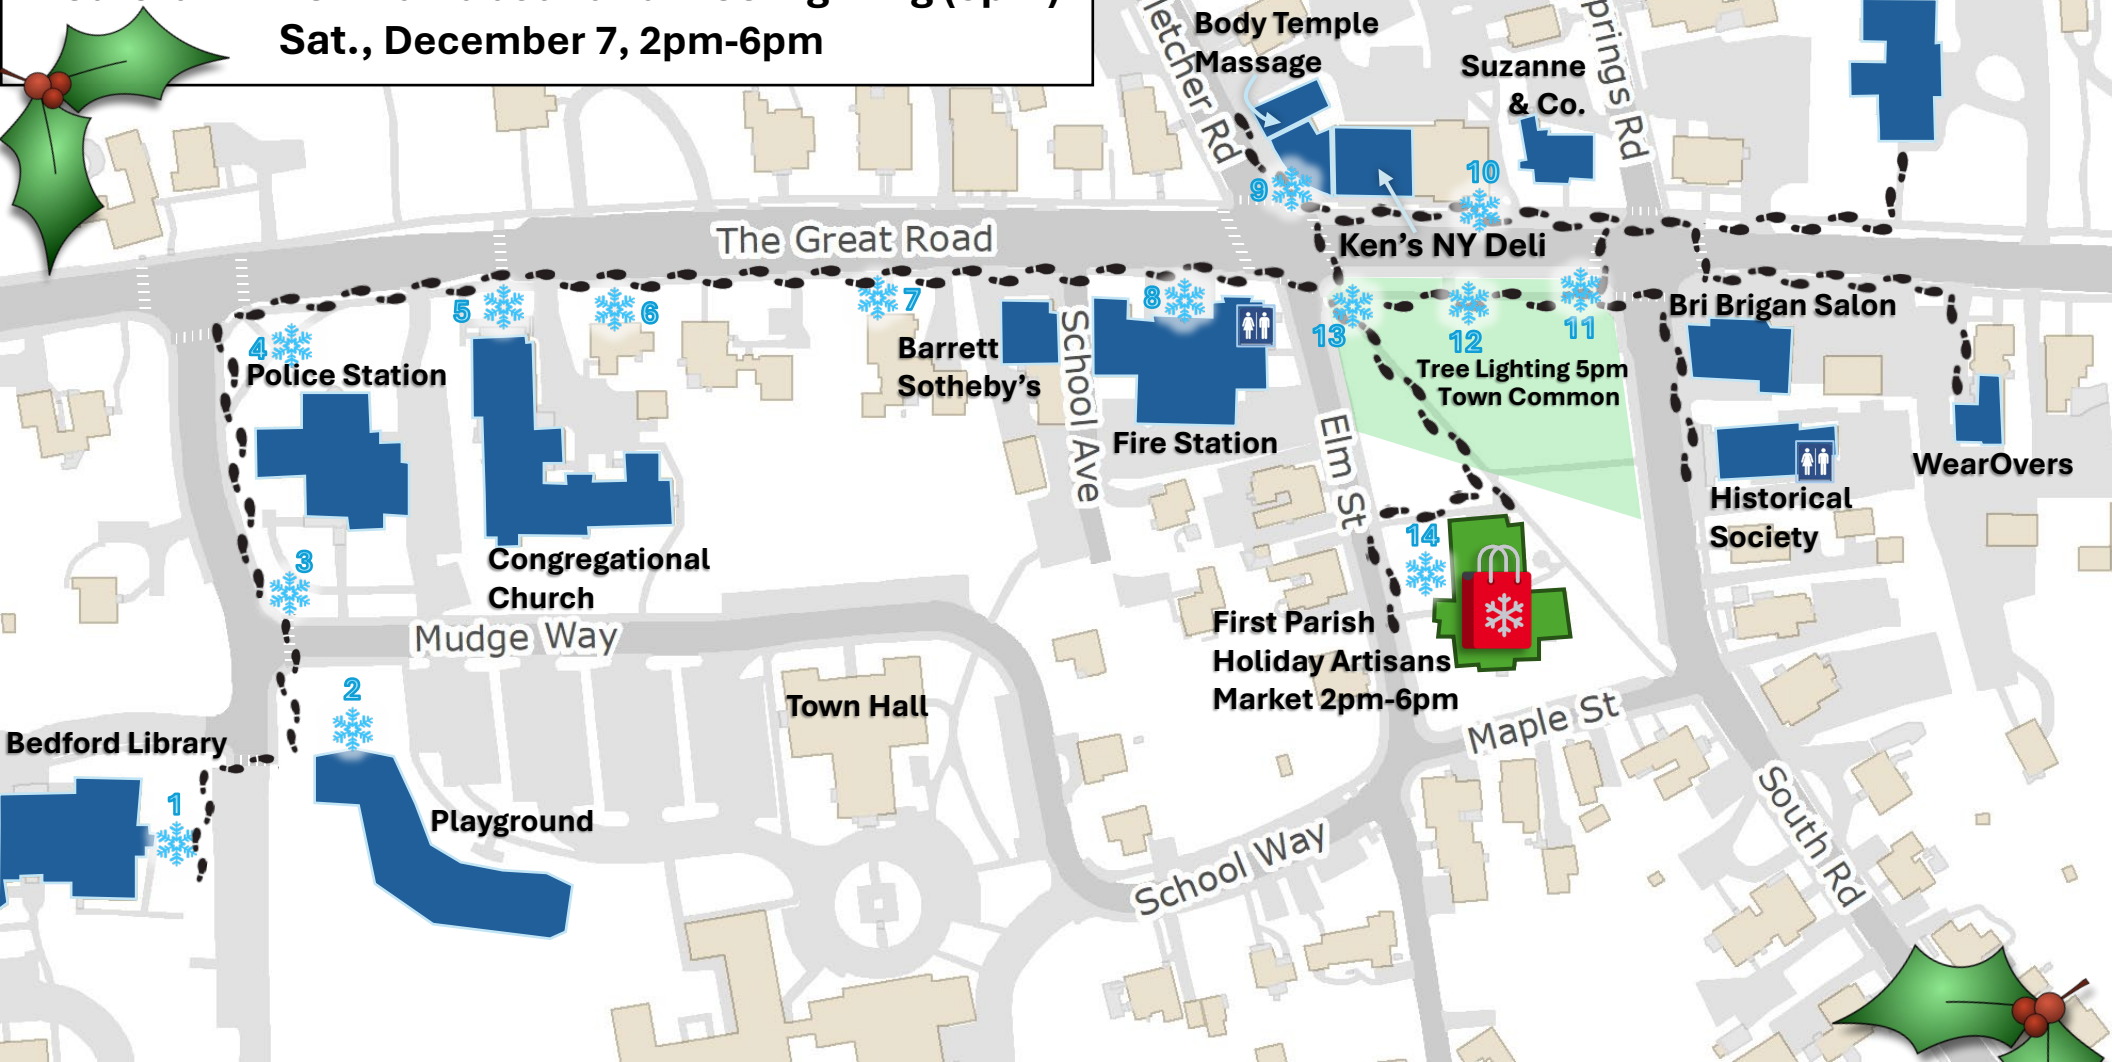 Sat., December 7, 2pm-6pm
Body Temple
Massage
Suzanne
& Co.
Rd
Rd
9
10
The Great Road
Ken's NY Deli
5
6
7
8
13
12
11
Bri Brigan Salon
4
Police Station
Barrett
Sotheby's
School Ave
Fire Station
Elm St
Tree Lighting 5pm
Town Common
WearOvers
Historical
Society
14
3
Congregational
Church
Mudge Way
First Parish
Holiday Artisans
Market 2pm-6pm
2
Town Hall
Maple St
Bedford Library
1
Playground
School Way
South Rd